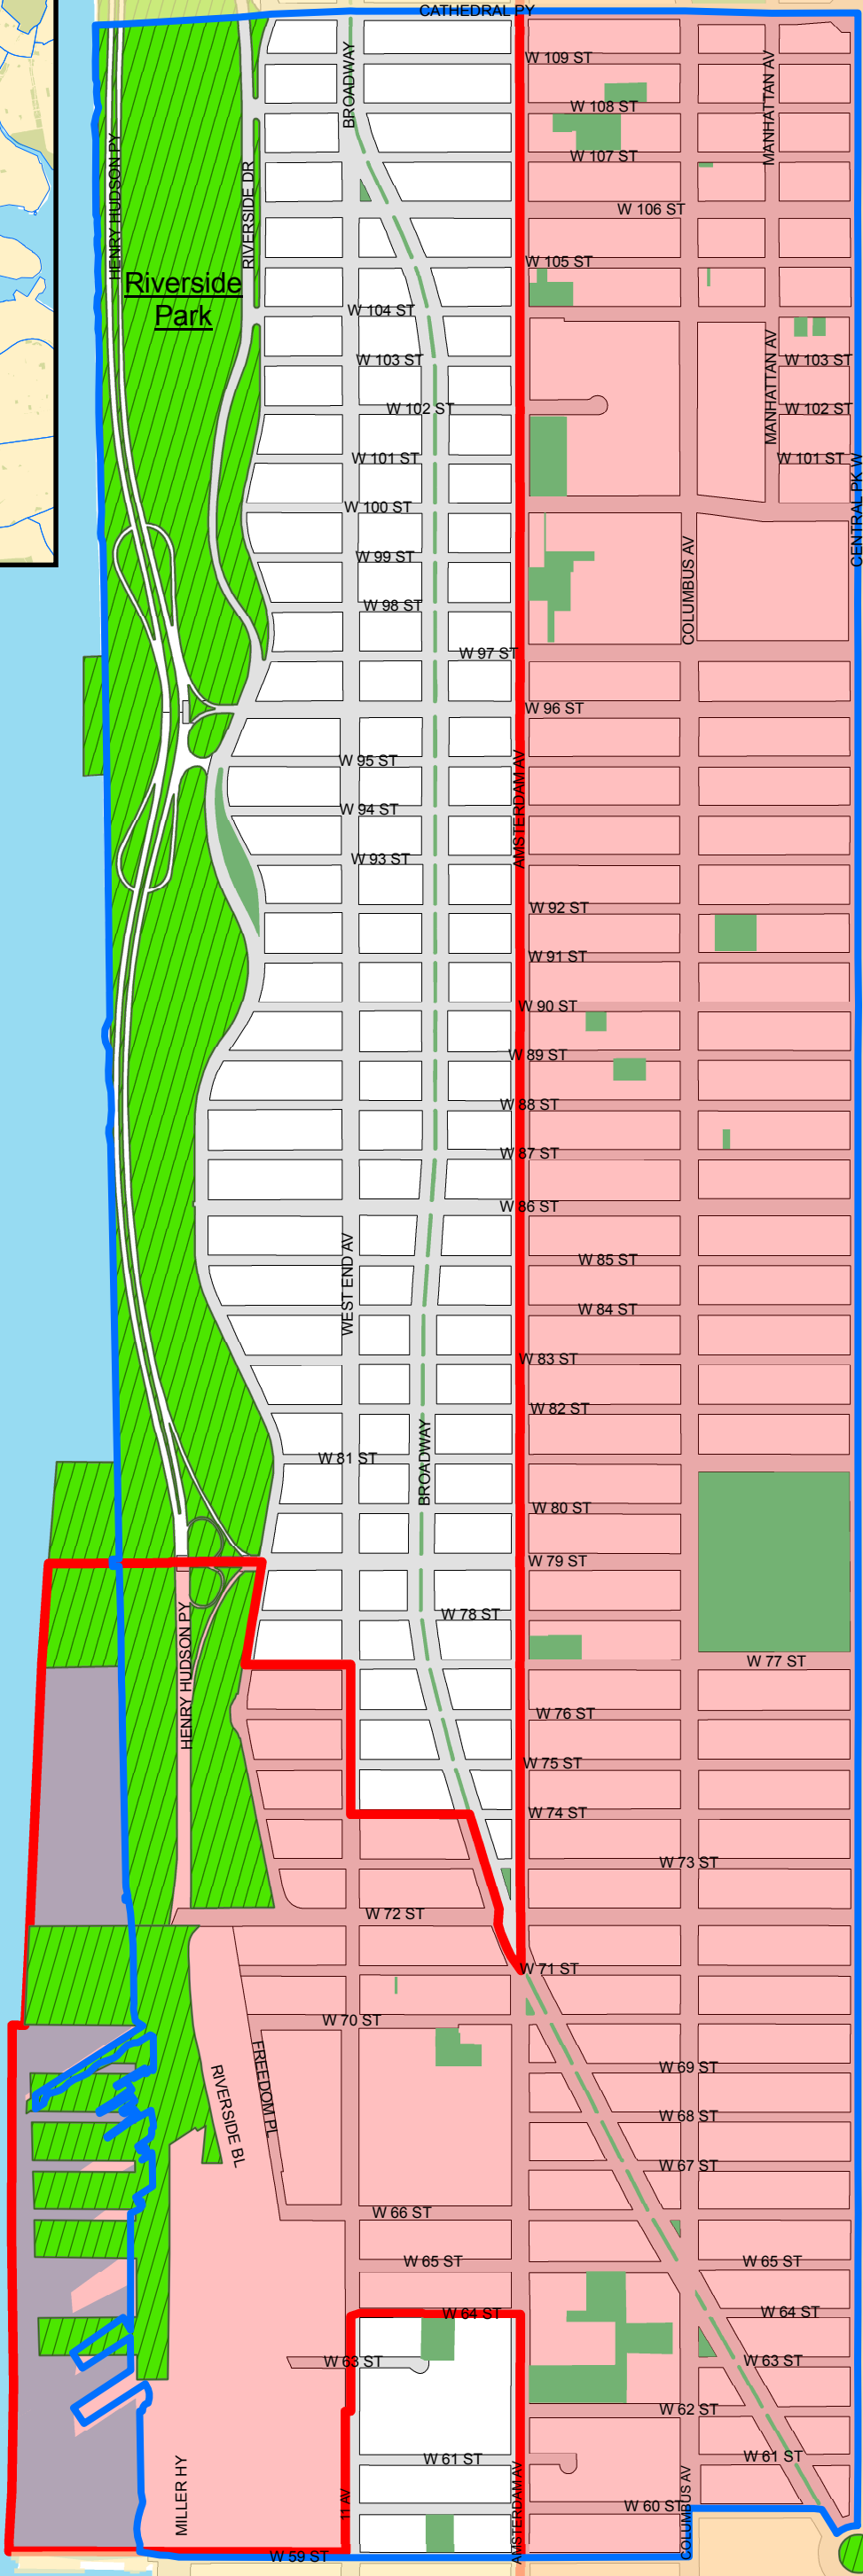 CATHEDRAL PY
W 109 ST
BROADWAY
MANHATTAN AV
W 108 ST
HENRY HUDSON PY
W 107 ST
RIVERSIDE DR
W 106 ST
W 105 ST
Riverside
Park
W 104 ST
MANHATTAN AV
W 103 ST
W 103 ST
W 102 ST
W 102 ST
W 101 ST
W 101 ST
CENTRAL PK W
W 100 ST
COLUMBUS AV
W 99 ST
W 98 ST
W 97 ST
W 96 ST
W 95 ST
AMSTERDAM AV
W 94 ST
W 93 ST
W 92 ST
W 91 ST
W 90 ST
W 89 ST
W 88 ST
W 87 ST
W 86 ST
W 85 ST
WEST END AV
W 84 ST
W 83 ST
W 82 ST
W 81 ST
BROADWAY
W 80 ST
W 79 ST
W 78 ST
W 77 ST
HENRY HUDSON PY
W 76 ST
W 75 ST
W 74 ST
W 73 ST
W 72 ST
W 71 ST
W 70 ST
W 69 ST
FREEDOM PL
RIVERSIDE BL
W 68 ST
W 67 ST
W 66 ST
W 65 ST
W 65 ST
W 64 ST
W 64 ST
W 63 ST
W 63 ST
W 62 ST
W 61 ST
W 61 ST
MILLER HY
11 AV
AMSTERDAM AV
COLUMBUS AV
W 60 ST
W 59 ST